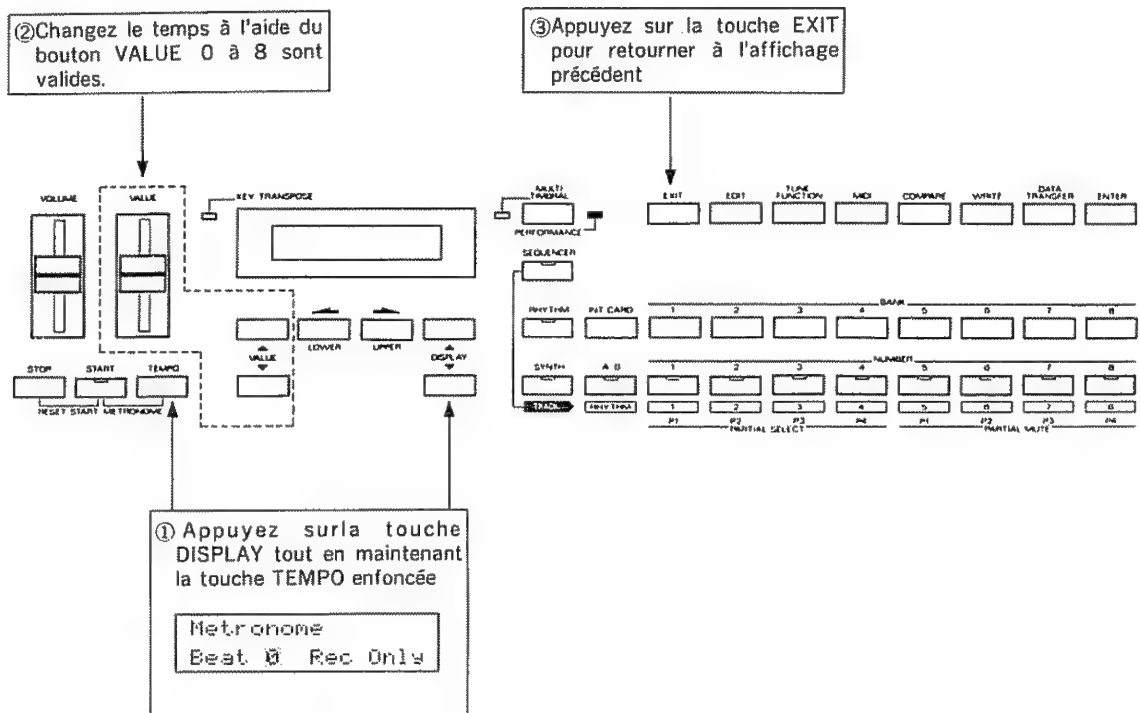 ②Changez le temps à l'aide du
bouton VALUE 0 à 8 sont
valides.
③Appuyez sur la touche EXIT
pour retourner à l'affichage
précédent
VOLUME
VALUE
KEY TRANSPOSE
MULTI
TIMBRAL
PERFORMANCE
EXIT
EDIT
TUNE
FUNCTION
MIDI
COMPARE
WRITE
DATA
TRANSFER
ENTER
SEQUENCER
BANK
RHYTHM INT CARD 1 2 3 4 5 6 7 8
VALUE
LOWER
UPPER
DISPLAY
NUMBER
SYNTH A B 1 2 3 4 5 6 7 8
STOP START TEMPO
RESET START METRONOME
TRACK RHYTHM 1 2 3 4 5 6 7 8
P1 P2 P3 P4 P1 P2 P3 P4
PARTIAL SELECT PARTIAL MUTE
① Appuyez surla touche
DISPLAY tout en maintenant
la touche TEMPO enfoncée
Metronome
Beat 0 Rec Only